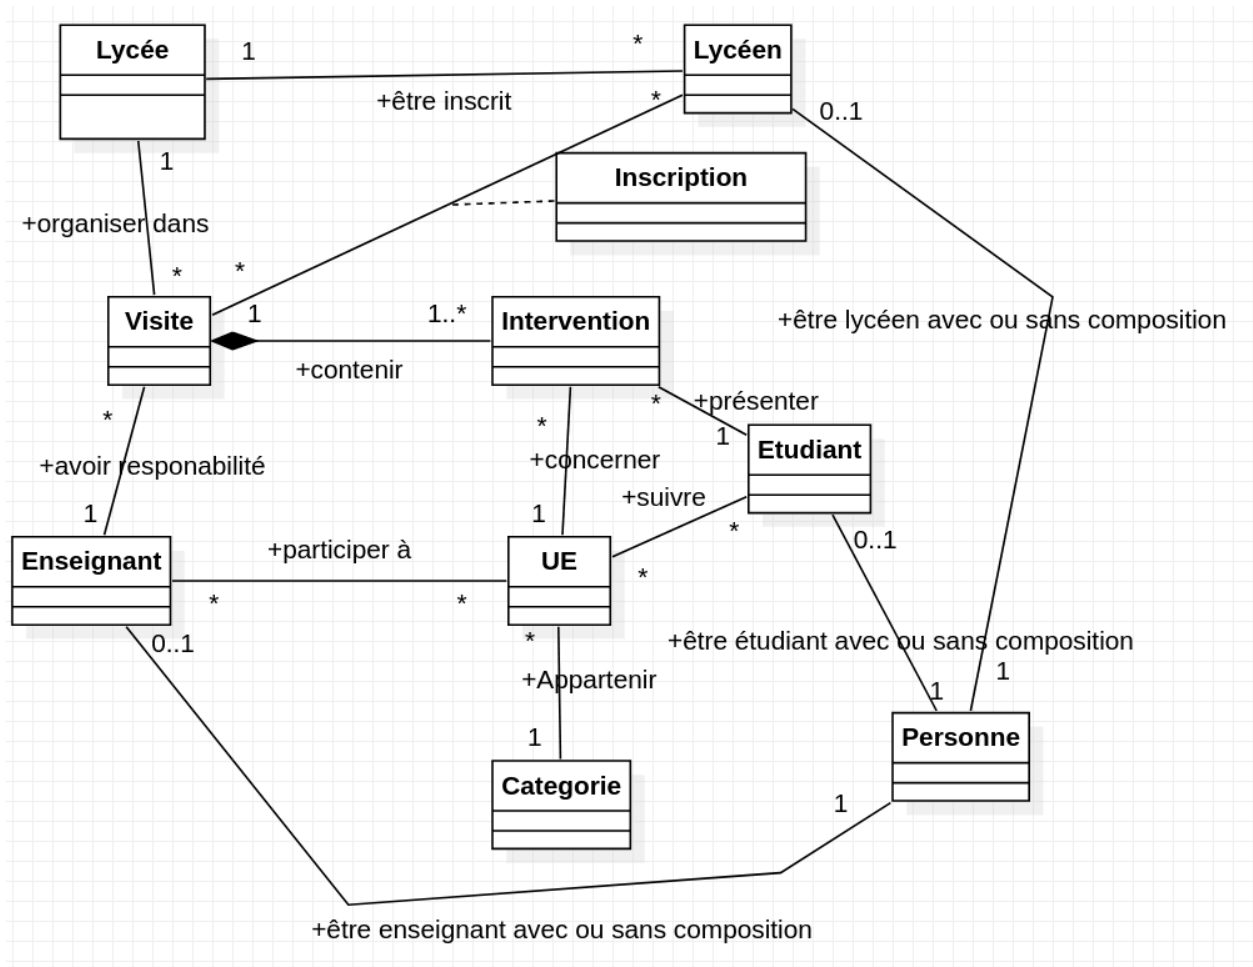 Lycée
1
*
Lycéen
+être inscrit
*
0..1
1
Inscription
+organiser dans
*
*
Visite
1
1..*
Intervention
+être lycéen avec ou sans composition
+contenir
*
*
+présenter
*
1
Etudiant
+avoir responabilité
+concerner
+suivre
1
1
*
0..1
+participer à
Enseignant
UE
*
*
*
0..1
*
+être étudiant avec ou sans composition
+Appartenir
1
1
1
Personne
Categorie
1
+être enseignant avec ou sans composition